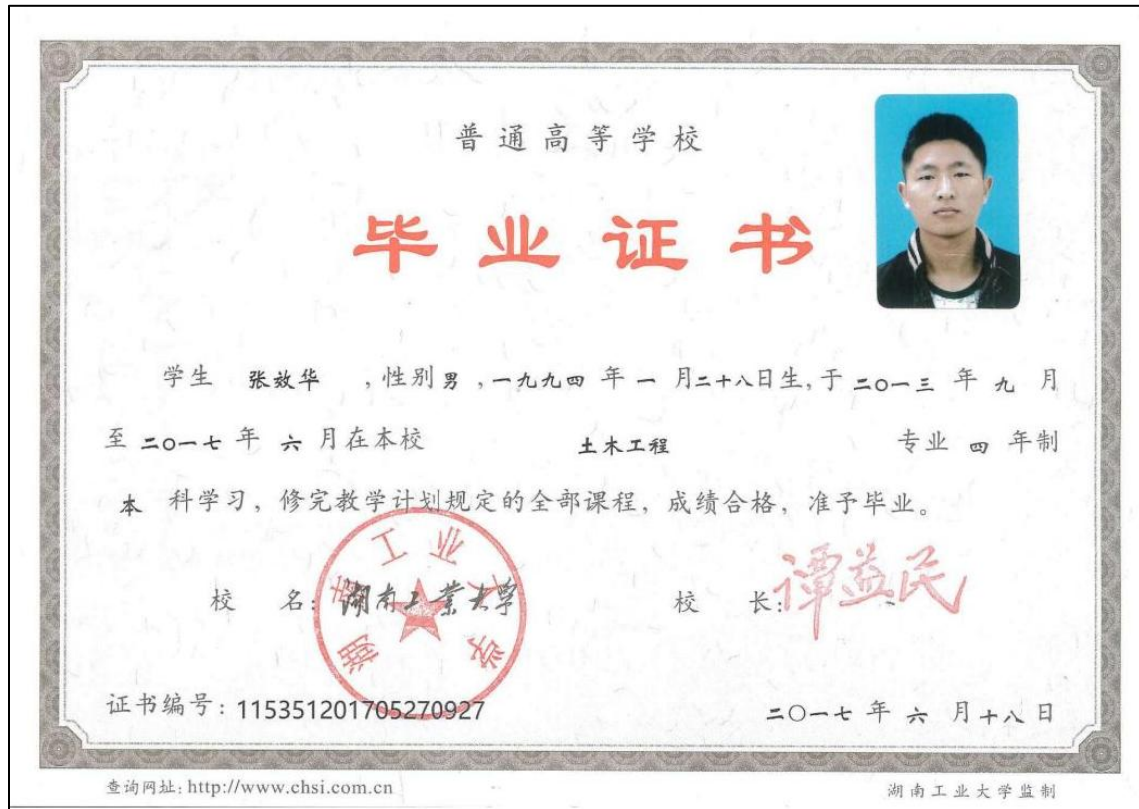 普通高等学校
毕业证书
学生 张效华 ，性别 男 ，一九九四 年 一 月二十八日生，于 二〇一三 年 九 月
至 二〇一七 年 六 月在本校 土木工程 专业 四 年制
本 科学习，修完教学计划规定的全部课程，成绩合格，准予毕业。
湖南工业大学
校 名：湖南工业大学 校 长：谭益民
证书编号：115351201705270927 二〇一七 年 六 月十八日
查询网址：http://www.chsi.com.cn 湖南工业大学监制